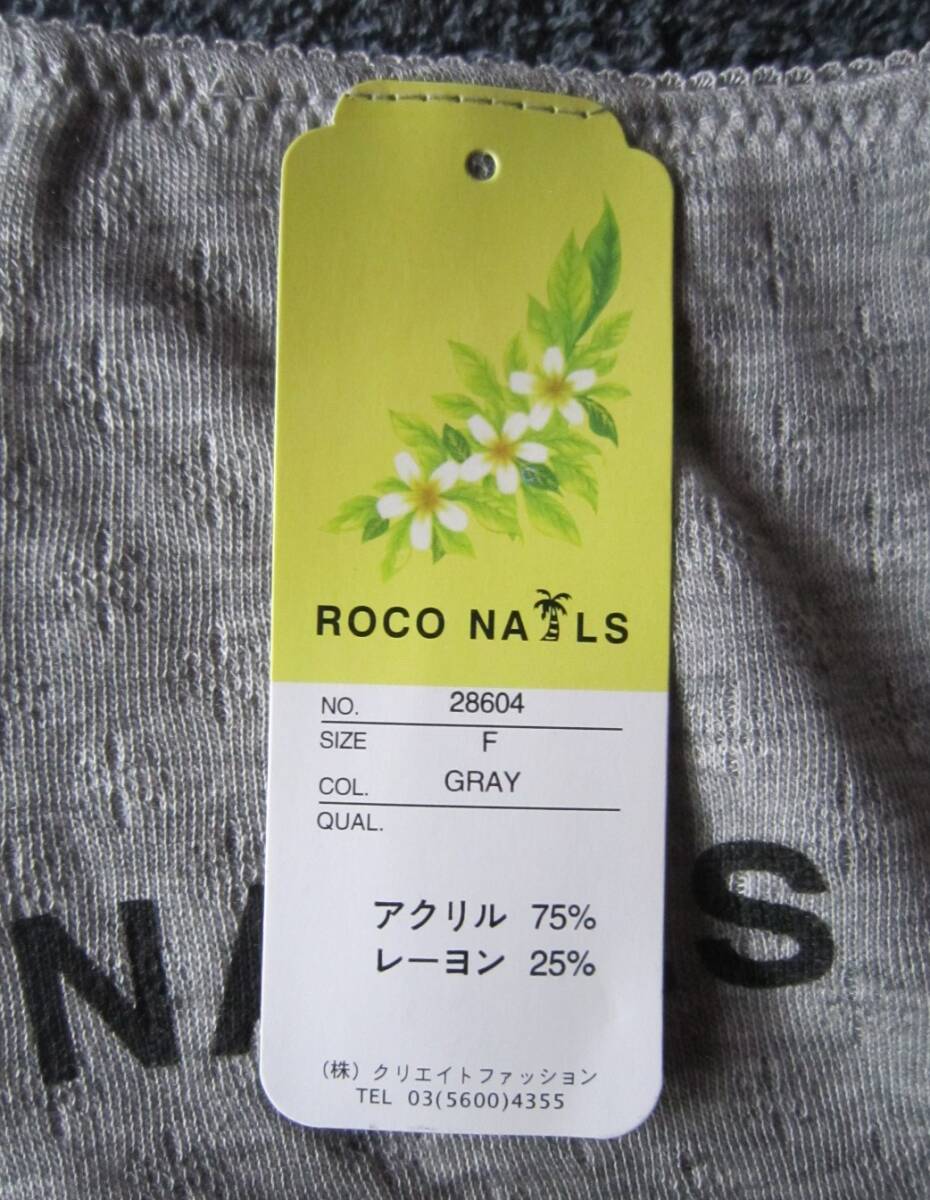 ROCO NAILS
NO. 28604
SIZE F
COL. GRAY
QUAL.
アクリル 75%
レーヨン 25%
(株)クリエイトファッション
TEL 03(5600)4355
NA S